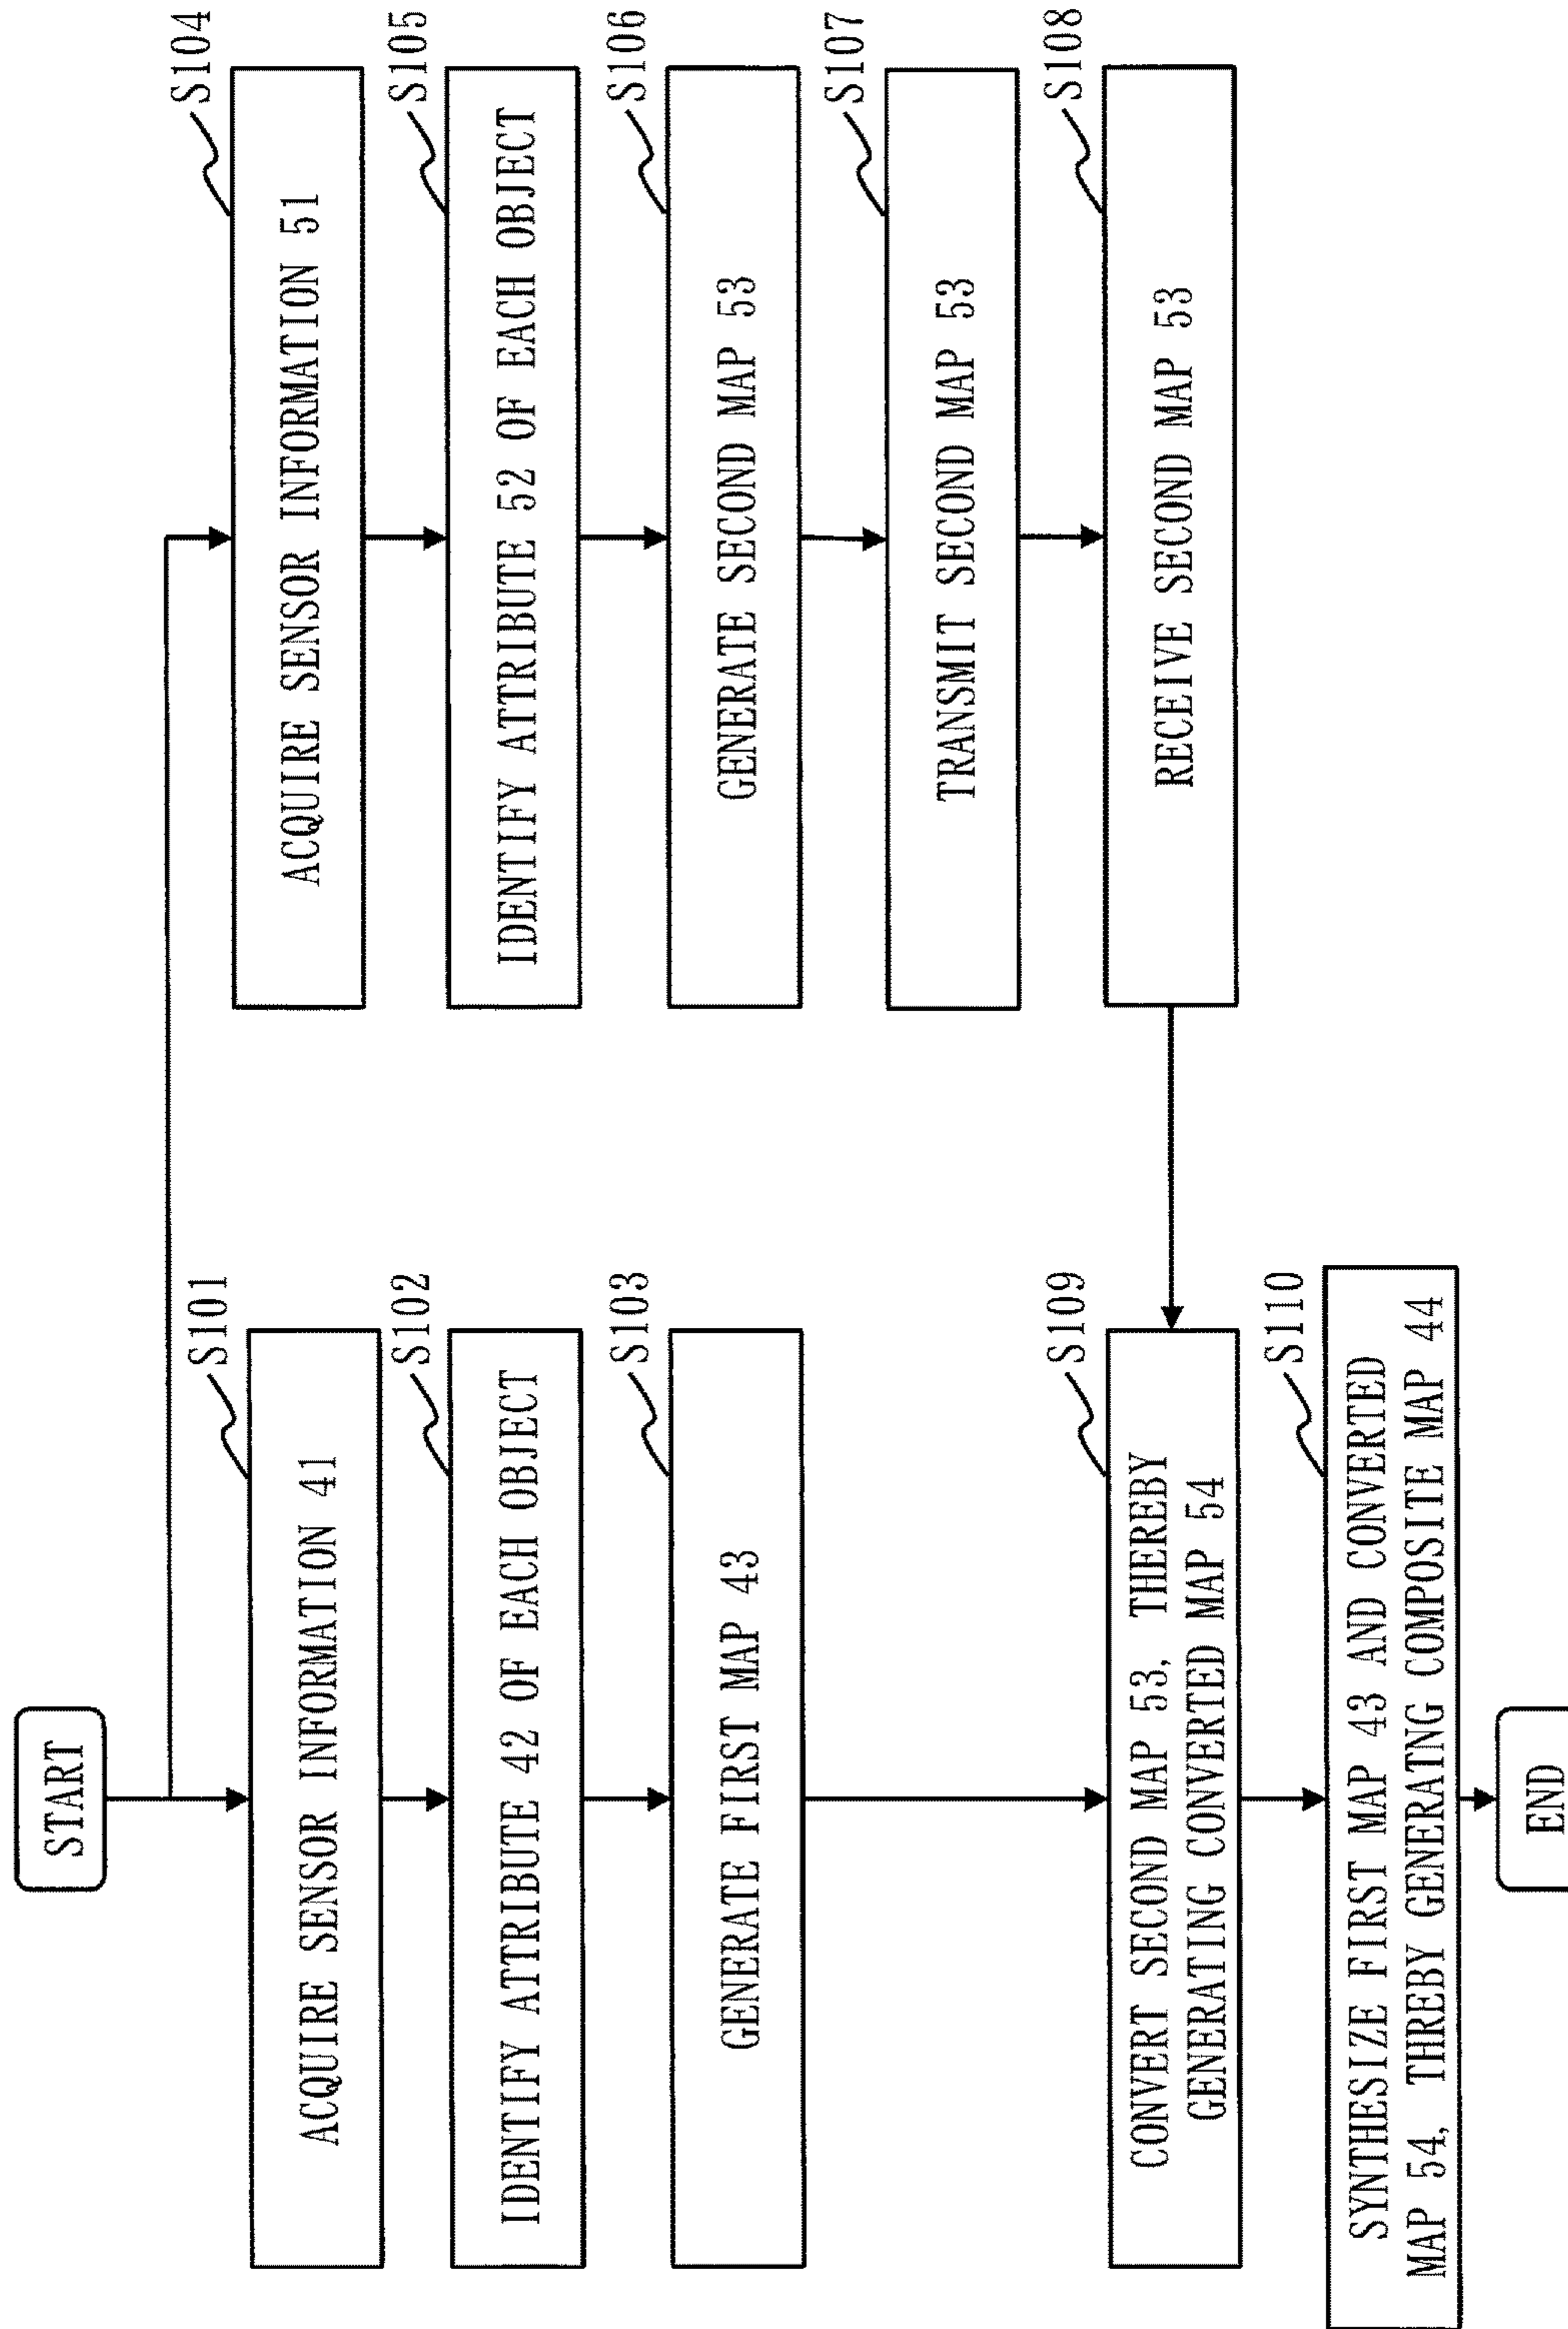 START
S101
ACQUIRE SENSOR INFORMATION 41
S102
IDENTIFY ATTRIBUTE 42 OF EACH OBJECT
S103
GENERATE FIRST MAP 43
S104
ACQUIRE SENSOR INFORMATION 51
S105
IDENTIFY ATTRIBUTE 52 OF EACH OBJECT
S106
GENERATE SECOND MAP 53
S107
TRANSMIT SECOND MAP 53
S108
RECEIVE SECOND MAP 53
S109
CONVERT SECOND MAP 53, THEREBY
GENERATING CONVERTED MAP 54
S110
SYNTHESIZE FIRST MAP 43 AND CONVERTED
MAP 54, THREBY GENERATNG COMPOSITE MAP 44
END